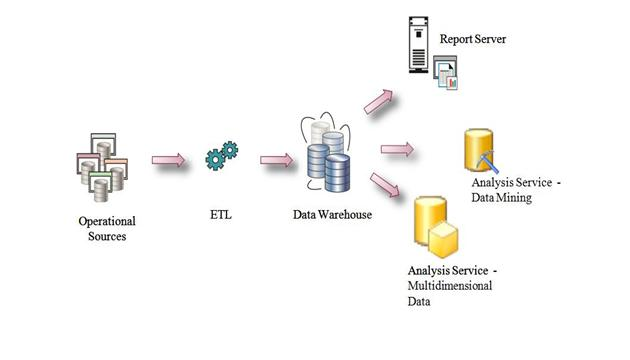 Report Server
Operational
Sources
ETL
Data Warehouse
Analysis Service -
Data Mining
Analysis Service -
Multidimensional
Data